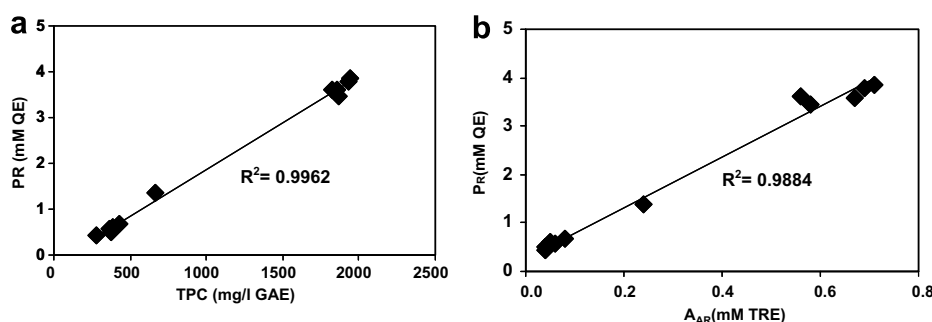 a
5
4
3
2
1
0
PR (mM QE)
R²= 0.9962
0 500 1000 1500 2000 2500
TPC (mg/l GAE)
b
5
4
3
2
1
0
PR(mM QE)
R²= 0.9884
0.0 0.2 0.4 0.6 0.8
AAR(mM TRE)